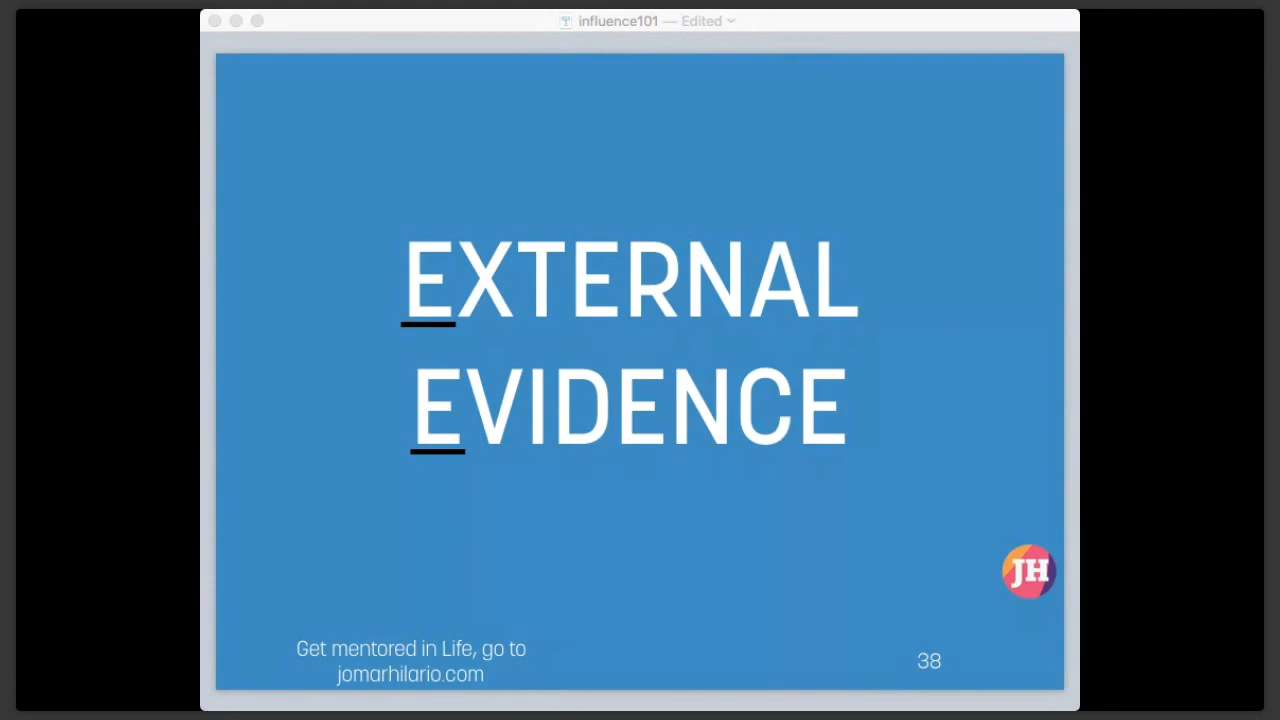 influence101 — Edited
EXTERNAL
EVIDENCE
JH
Get mentored in Life, go to
jomarhilario.com
38